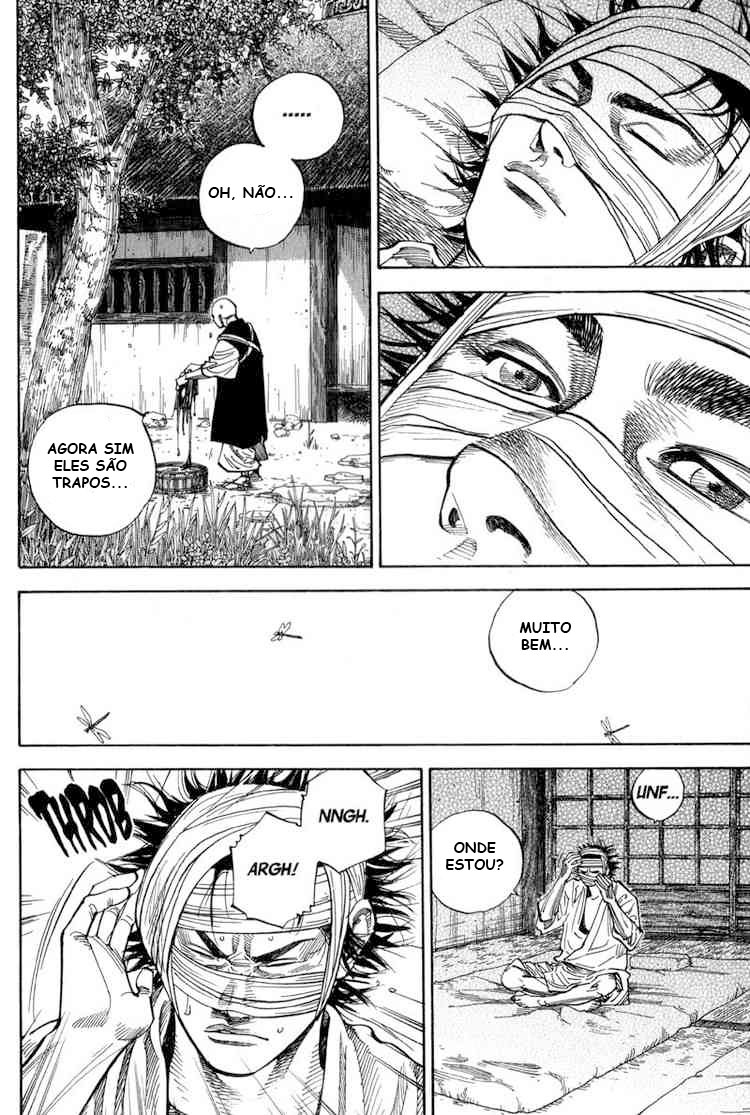 .....
OH, NÃO...
AGORA SIM
ELES SÃO
TRAPOS...
MUITO
BEM...
THROB
NNGH.
ARGH!
UNF...
ONDE
ESTOU?